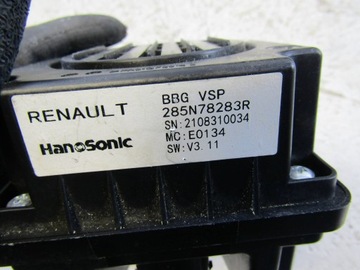 RENAULT
HanOSonic
BBG VSP
285N78283R
SN:2108310034
MC:E0134
SW:V3.11